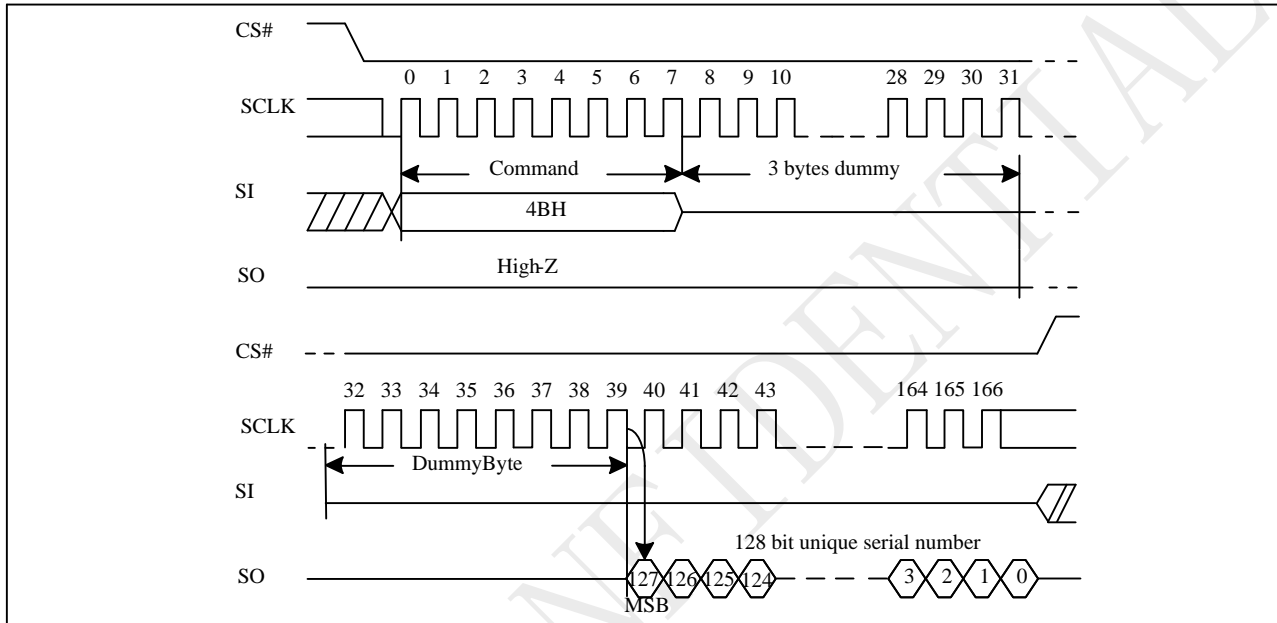 CS#
0 1 2 3 4 5 6 7 8 9 10 28 29 30 31
SCLK
Command 3 bytes dummy
SI
4BH
High-Z
SO
CS#
32 33 34 35 36 37 38 39 40 41 42 43 164 165 166
SCLK
DummyByte
SI
128 bit unique serial number
SO
127 126 125 124 3 2 1 0
MSB